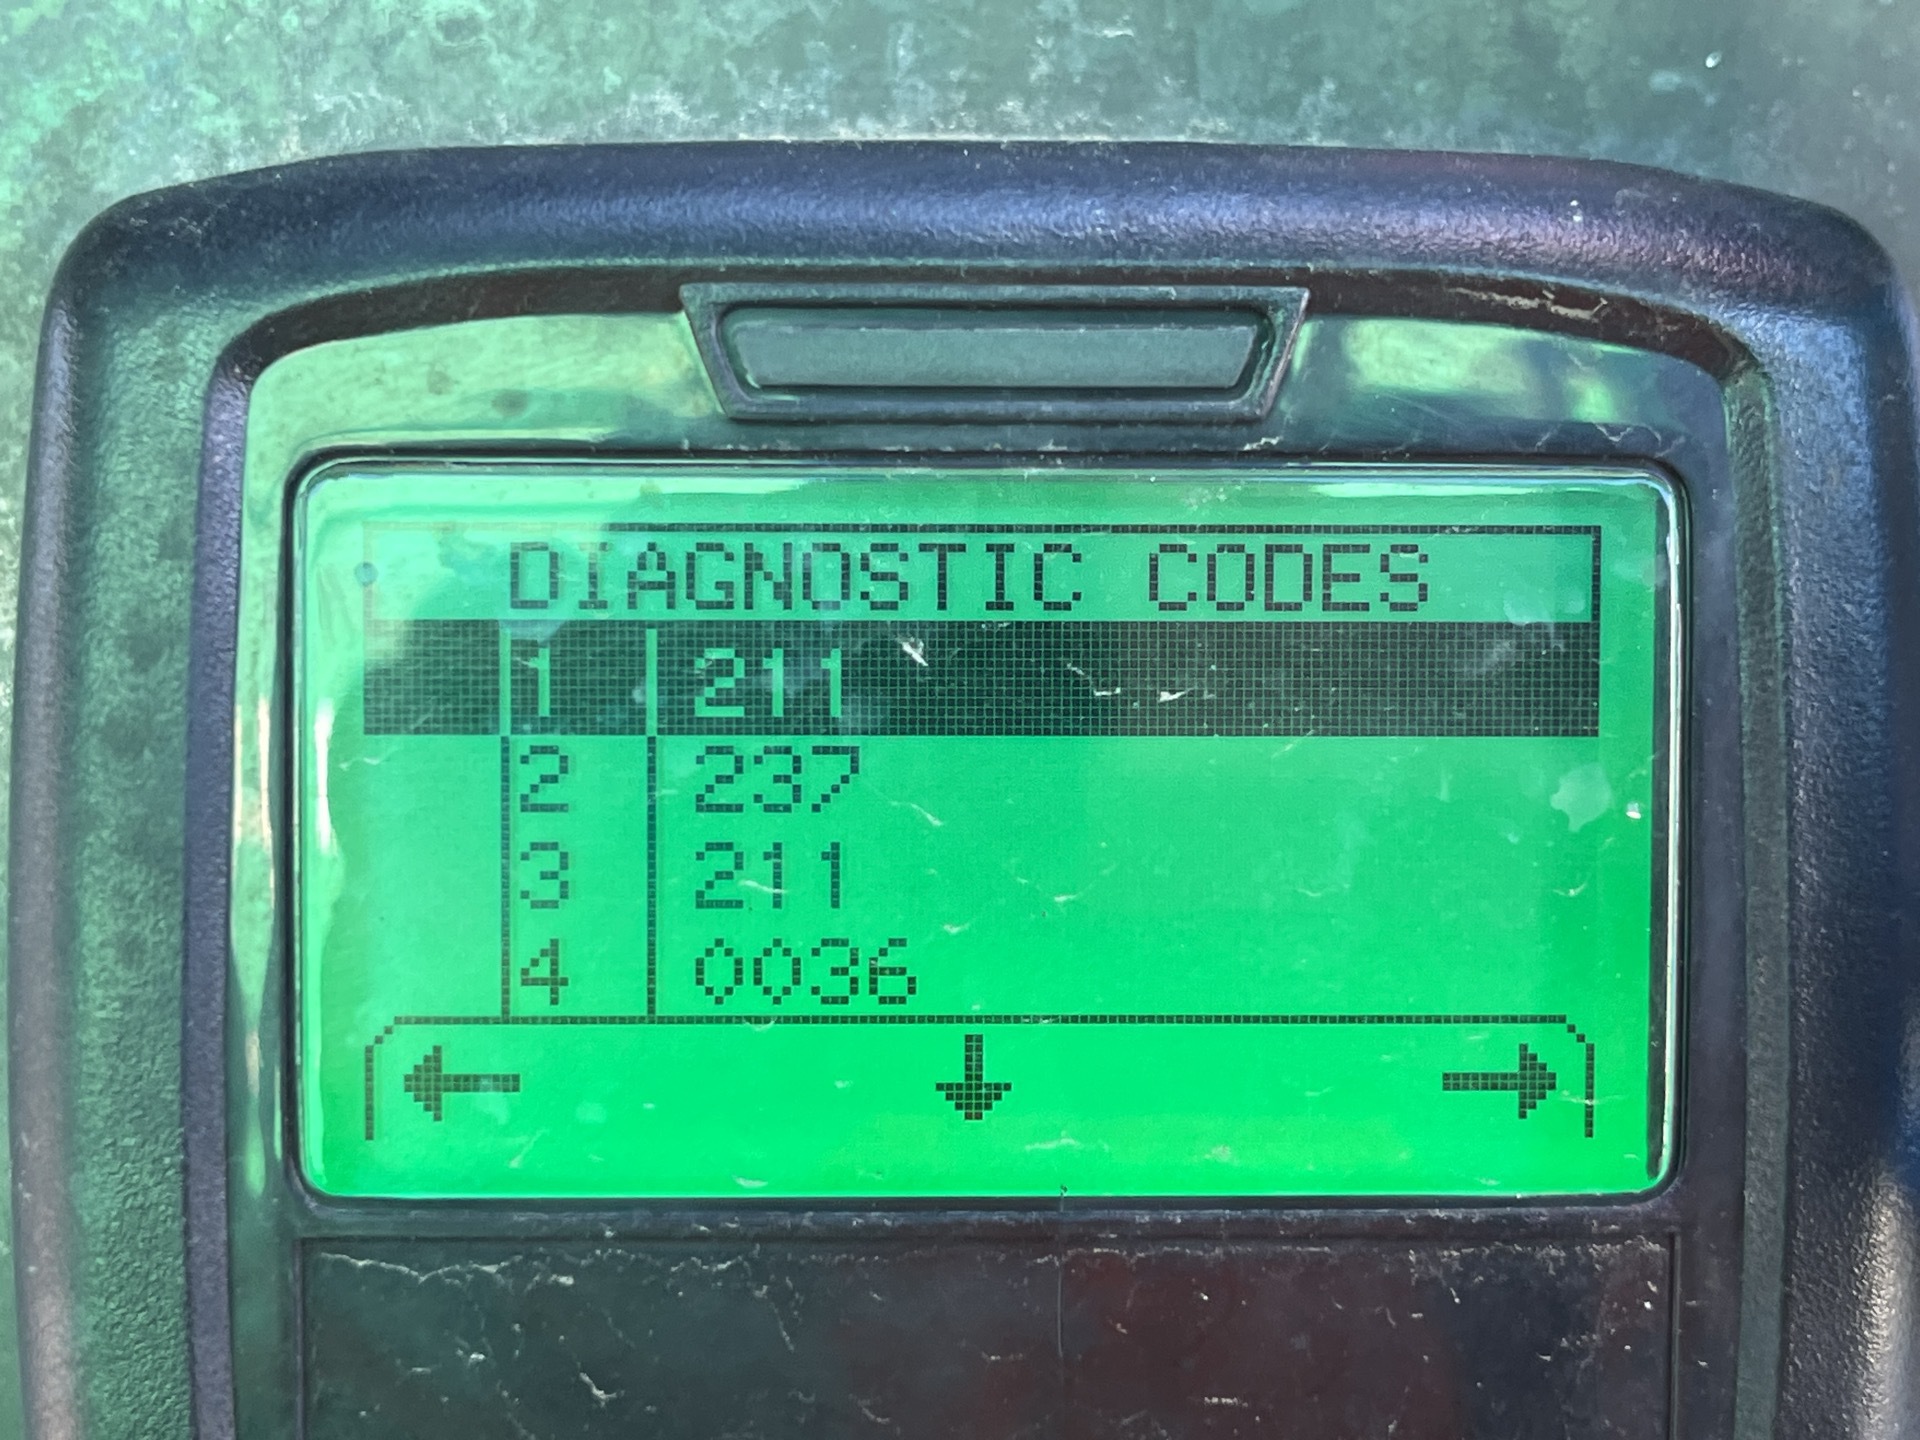 DIAGNOSTIC CODES
1 211
2 237
3 211
4 0036